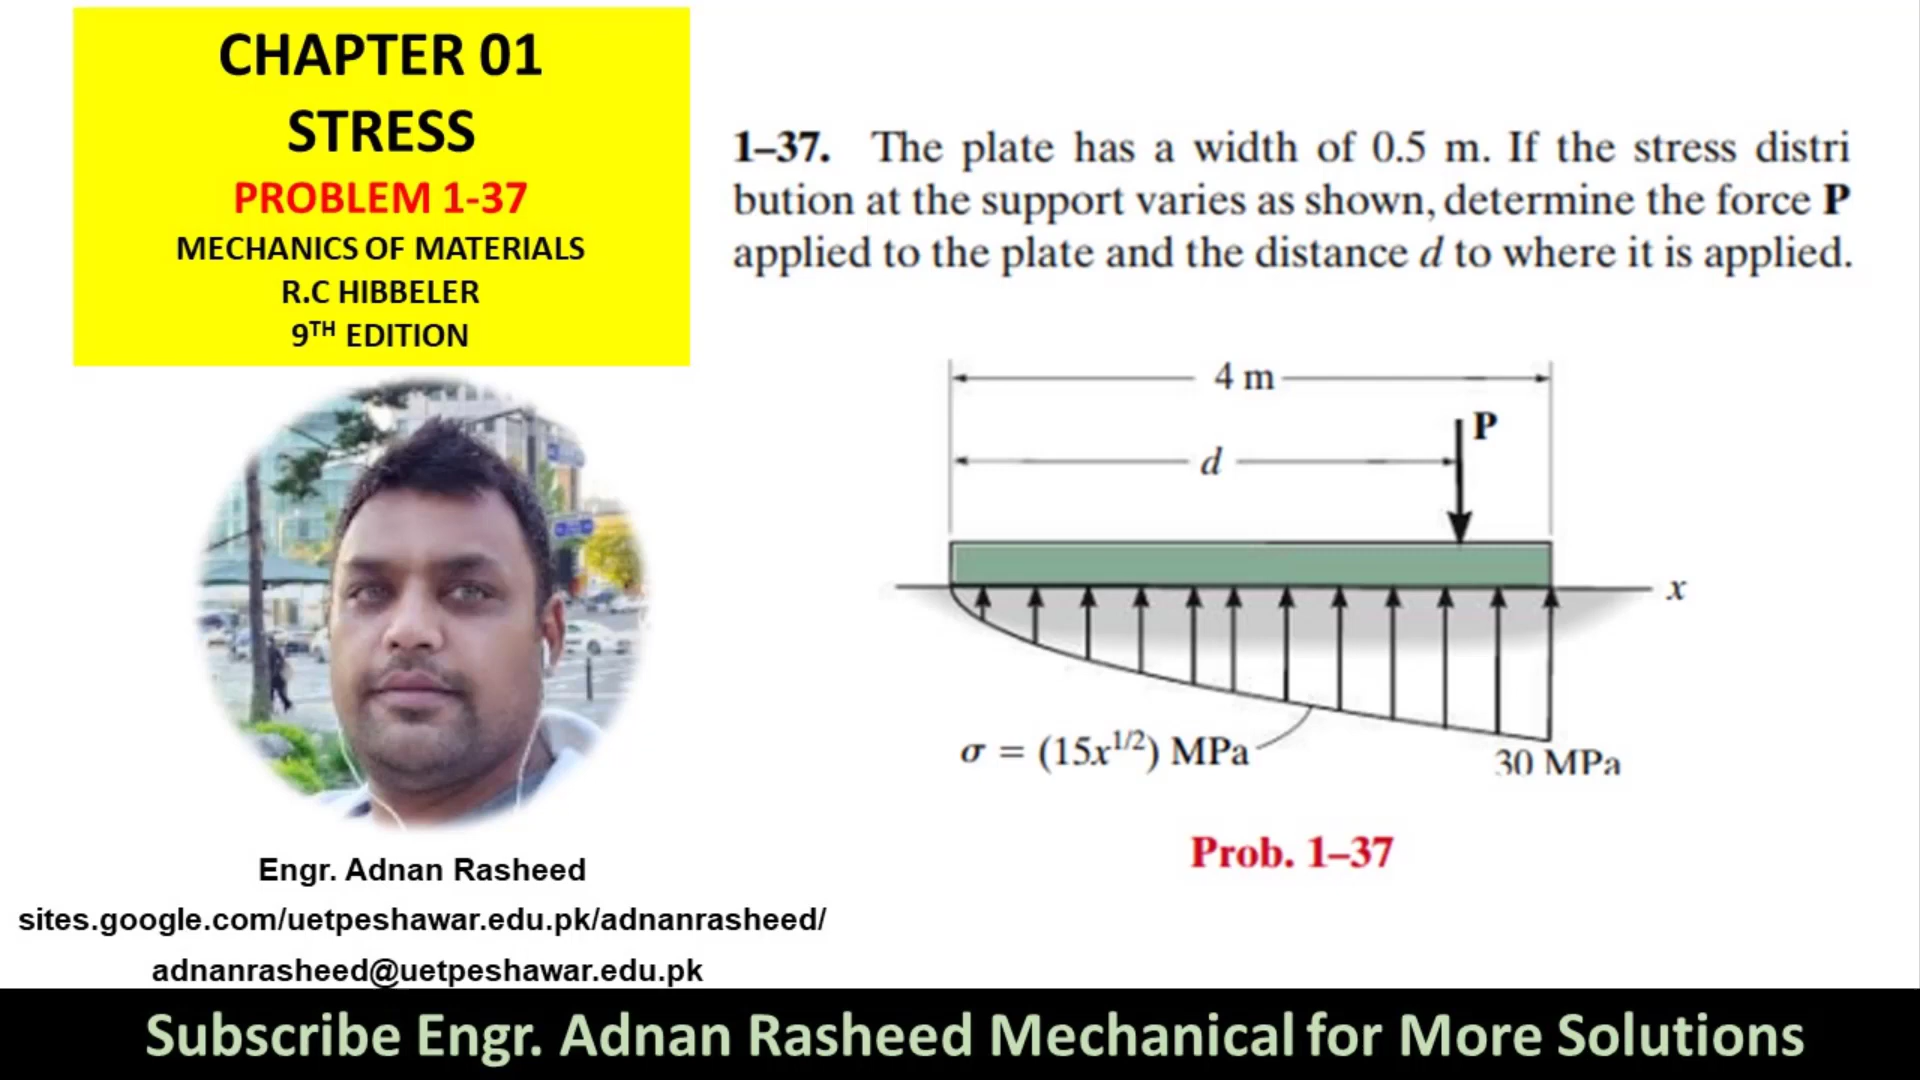 CHAPTER 01
STRESS
PROBLEM 1-37
MECHANICS OF MATERIALS
R.C HIBBELER
9TH EDITION
1–37. The plate has a width of 0.5 m. If the stress distri
bution at the support varies as shown, determine the force P
applied to the plate and the distance d to where it is applied.
4 m
P
d
x
σ = (15x^1/2) MPa
30 MPa
Prob. 1–37
Engr. Adnan Rasheed
sites.google.com/uetpeshawar.edu.pk/adnanrasheed/
adnanrasheed@uetpeshawar.edu.pk
Subscribe Engr. Adnan Rasheed Mechanical for More Solutions